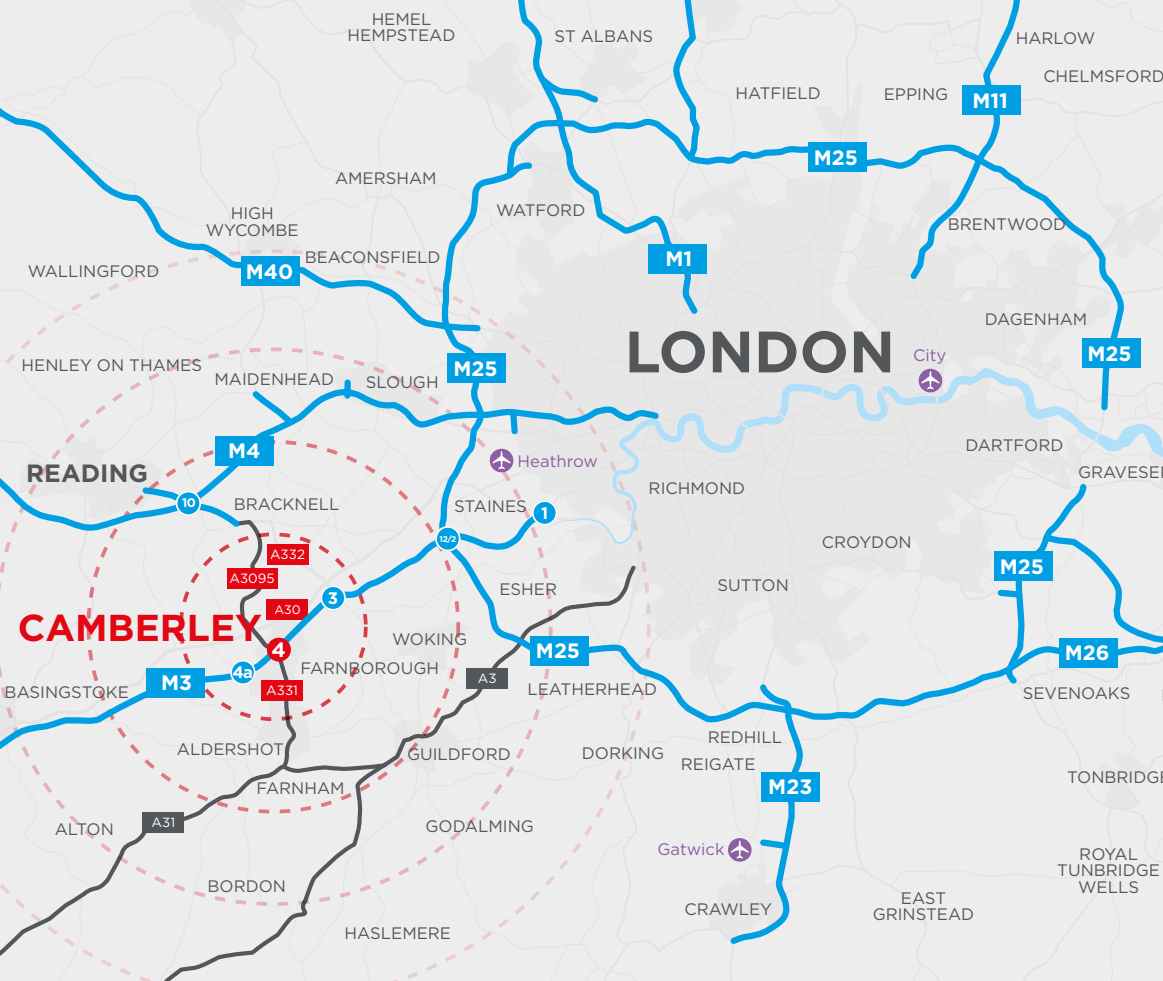 HEMEL
HEMPSTEAD
ST ALBANS
HARLOW
CHELMSFORD
HATFIELD
EPPING
M11
M25
AMERSHAM
WATFORD
HIGH
WYCOMBE
BRENTWOOD
BEACONSFIELD
M1
WALLINGFORD
M40
DAGENHAM
LONDON
City
M25
HENLEY ON THAMES
M25
MAIDENHEAD
SLOUGH
DARTFORD
M4
Heathrow
READING
GRAVESE
RICHMOND
10
BRACKNELL
STAINES
1
12/2
CROYDON
A332
M25
A3095
SUTTON
ESHER
3
A30
CAMBERLEY
WOKING
4
M25
M26
FARNBOROUGH
4a
M3
A3
BASINGSTOKE
A331
LEATHERHEAD
SEVENOAKS
REDHILL
ALDERSHOT
GUILDFORD
DORKING
REIGATE
TONBRIDGE
FARNHAM
M23
A31
ALTON
GODALMING
Gatwick
ROYAL
TUNBRIDGE
WELLS
BORDON
EAST
GRINSTEAD
CRAWLEY
HASLEMERE